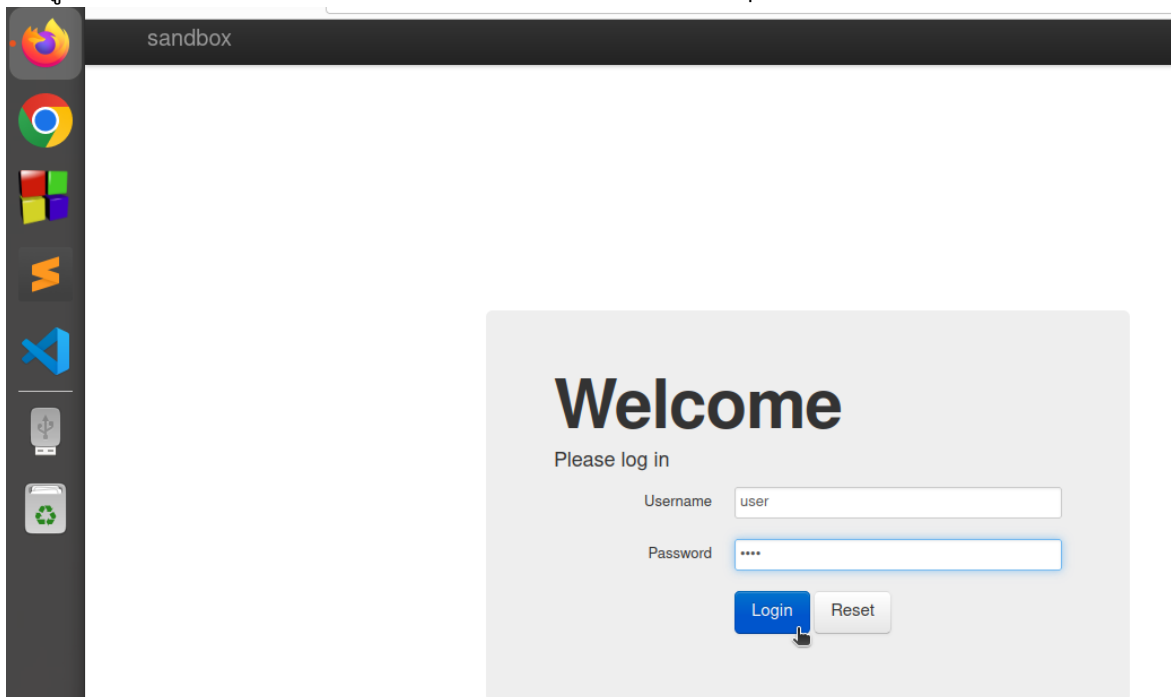 sandbox
Welcome
Please log in
Username user
Password ••••
Login Reset